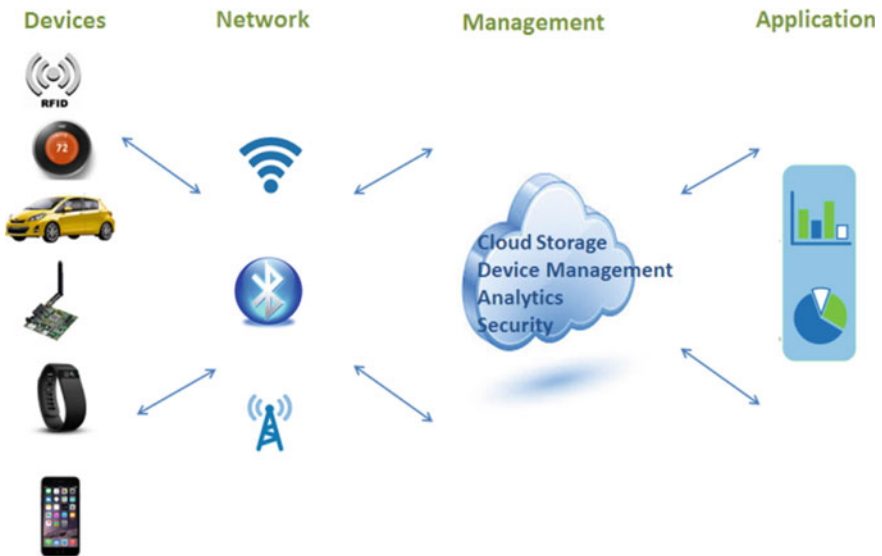 Devices
Network
Management
Application
RFID
72
Cloud Storage
Device Management
Analytics
Security